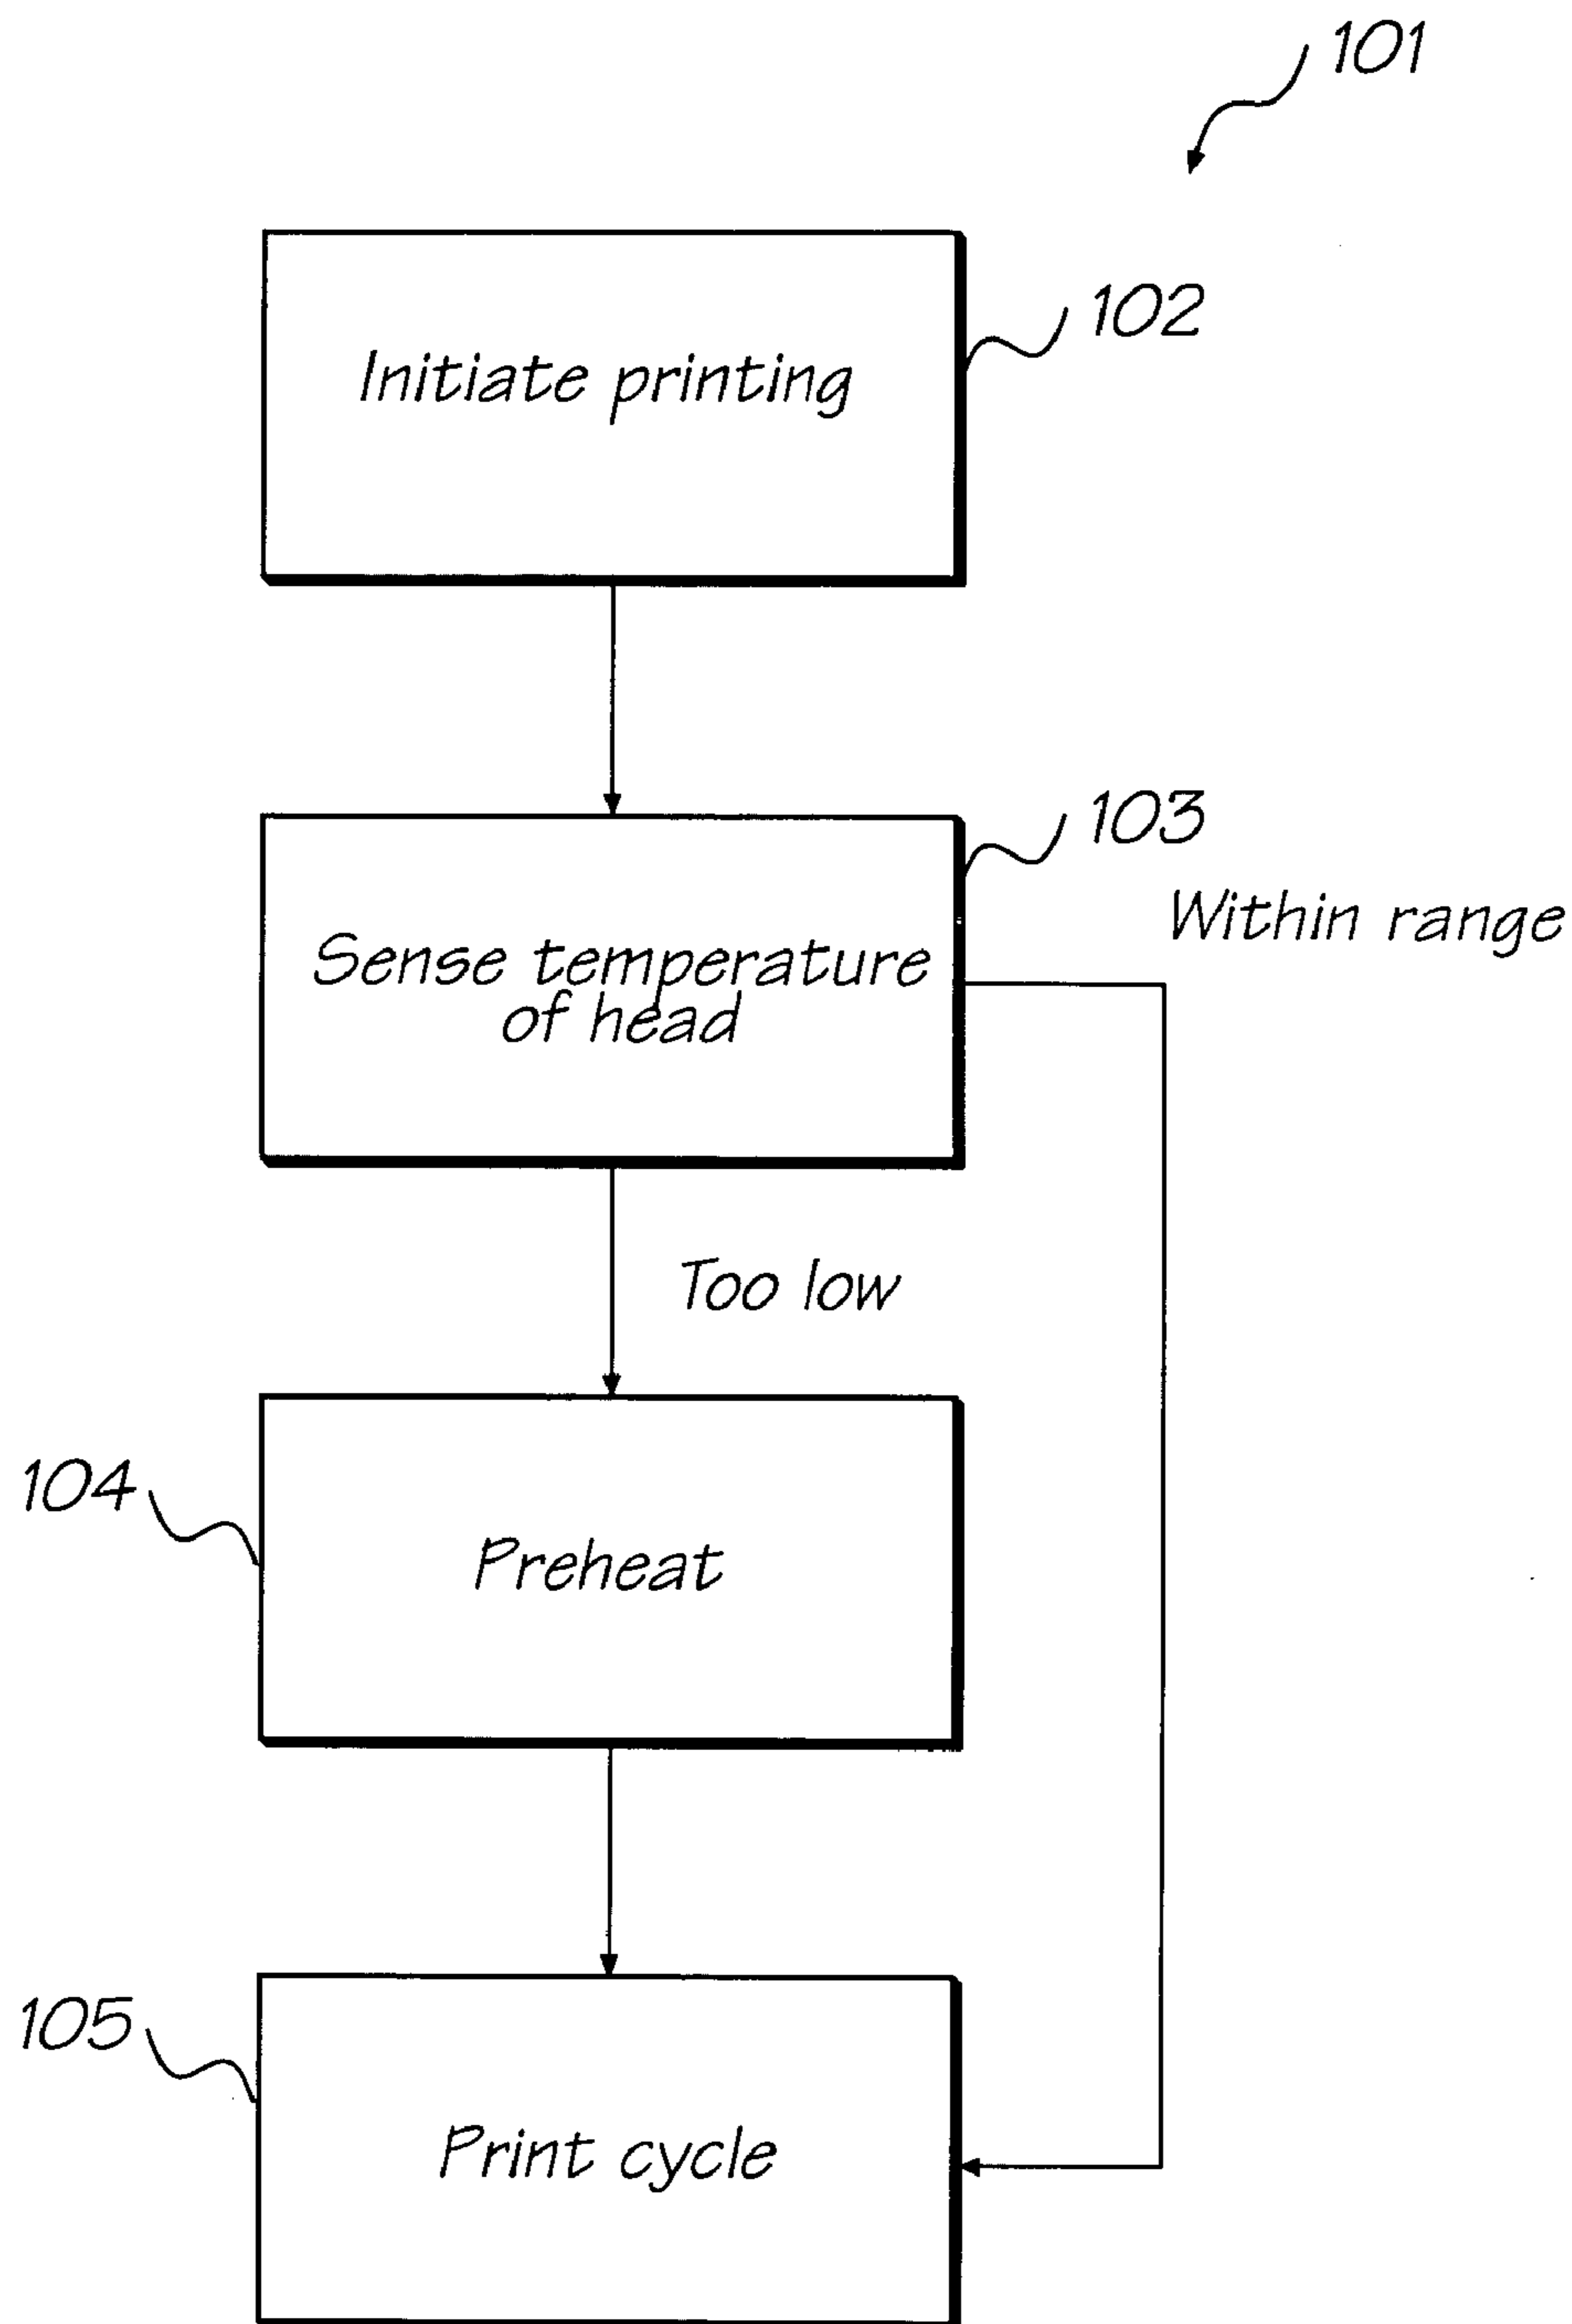 101
Initiate printing
102
103
Within range
Sense temperature
of head
Too low
104
Preheat
105
Print cycle